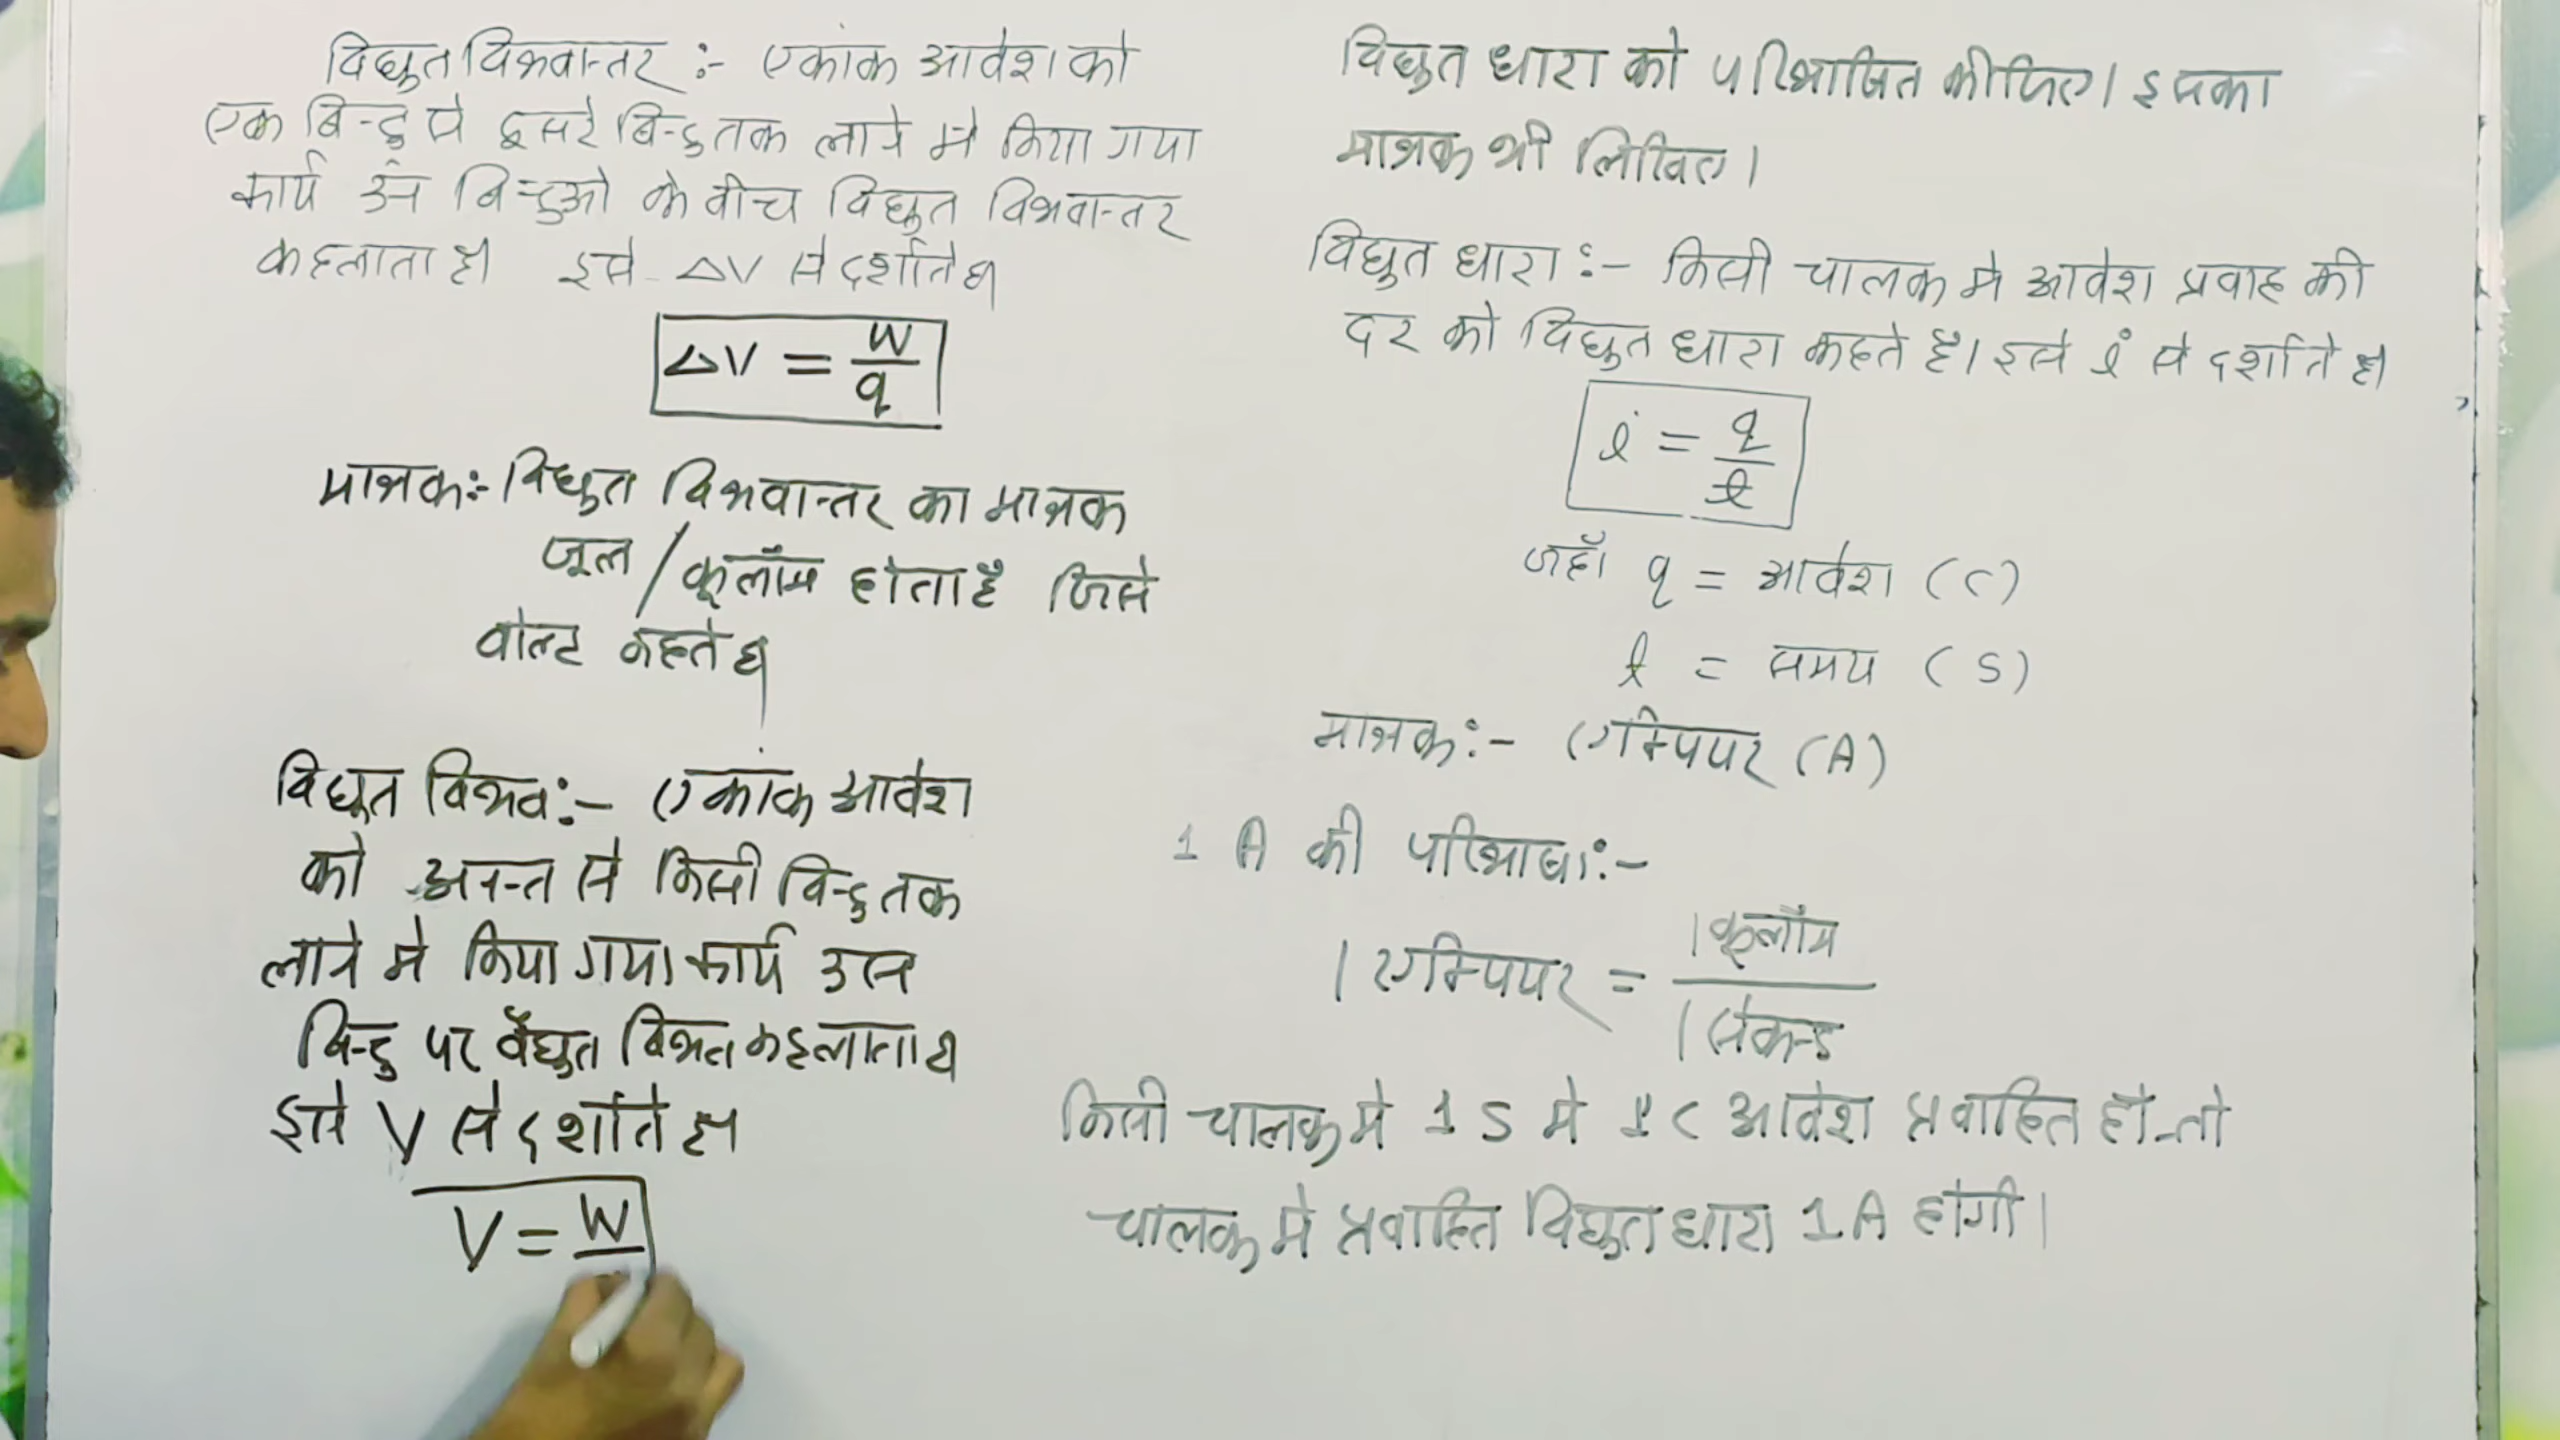 विद्युत विभवान्तर :- एकांक आवेश को
एक बिन्दु से दूसरे बिन्दु तक लाने मे किया गया
कार्य उन बिन्दुओ के बीच विद्युत विभवान्तर
कहलाता है। इसे ΔV से दर्शाते है।
ΔV = W/q
मात्रक:- विद्युत विभवान्तर का मात्रक
जूल/कूलॉम होता है जिसे
वोल्ट कहते है।
विद्युत विभव:- एकांक आवेश
को अनन्त से किसी बिन्दु तक
लाने मे किया गया कार्य उस
बिन्दु पर वैद्युत विभव कहलाता है
इसे V से दर्शाते है।
V = W
विद्युत धारा को परिभाषित कीजिए। इसका
मात्रक भी लिखिए।
विद्युत धारा:- किसी चालक मे आवेश प्रवाह की
दर को विद्युत धारा कहते है। इसे i से दर्शाते है।
i = q/t
जहाँ q = आवेश (C)
t = समय (S)
मात्रक:- एम्पियर (A)
1 A की परिभाषा:-
1 एम्पियर = 1 कूलॉम / 1 सेकन्ड
किसी चालक मे 1 S मे 1 C आवेश प्रवाहित हो तो
चालक मे प्रवाहित विद्युत धारा 1 A होगी।